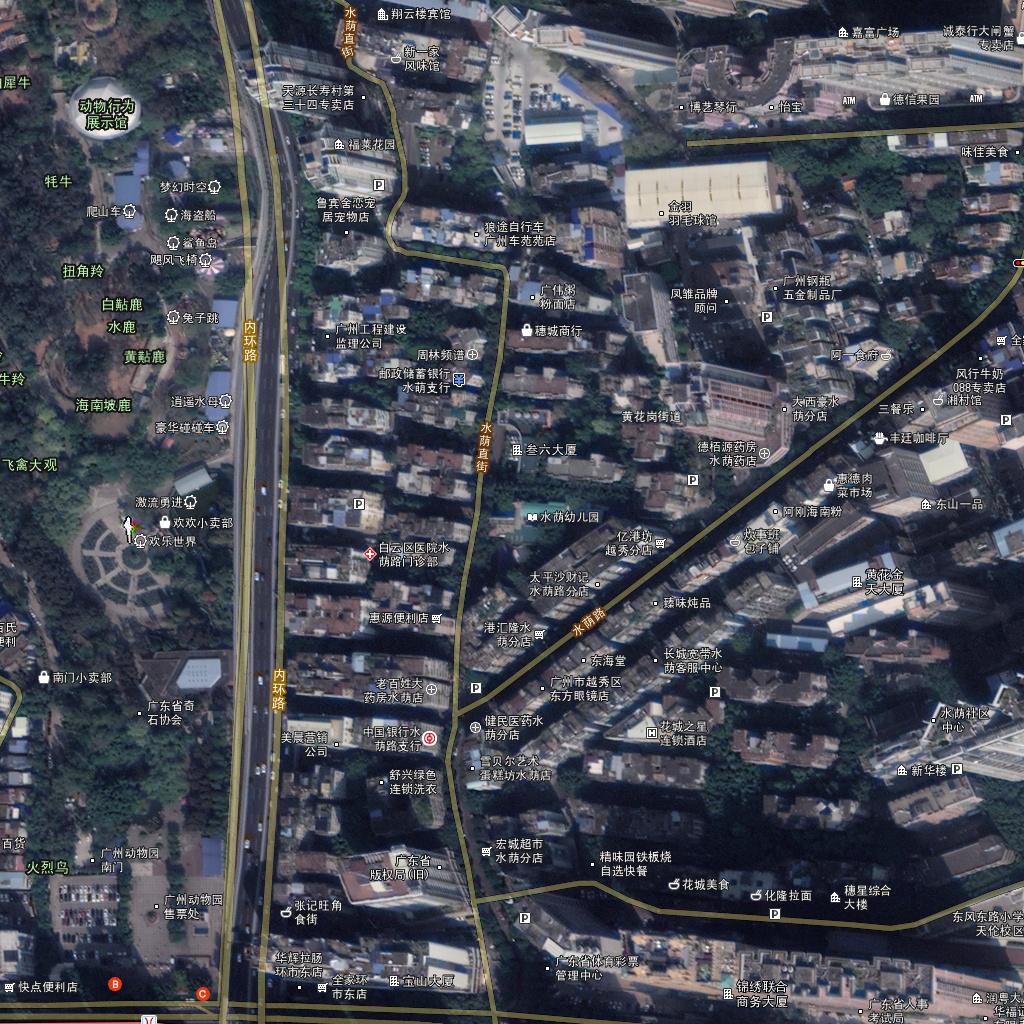 水荫直街
翔云楼宾馆
嘉富广场
诚泰行大闸蟹
专卖店
新一家
风味馆
犀牛
动物行为
展示馆
天源长寿村第
三十四专卖店
博艺琴行
怡宝
ATM
德信果园
ATM
福莱花园
味佳美食
牦牛
P
梦幻时空
爬山车
海盗船
鲁宾舍恋宠
居宠物店
金羽
羽毛球馆
鲨鱼岛
飓风飞椅
狼途自行车
广州车苑苑店
扭角羚
白黇鹿
水鹿
兔子跳
广伟粥
粉面店
凤雏品牌
顾问
广州钢瓶
五金制品厂
P
内环路
广州工程建设
监理公司
穗城商行
黄黇鹿
周林频谱
阿一食府
牛羚
邮政储蓄银行
水荫支行
风行牛奶
088专卖店
湘村馆
海南坡鹿
逍遥水母
豪华碰碰车
黄花岗街道
大西豪水
荫分店
三餐乐
P
水荫直街
飞禽大观
叁六大厦
德栢源药房
水荫药店
丰廷咖啡厅
P
惠德肉
菜市场
激流勇进
P
东山一品
欢欢小卖部
水荫幼儿园
阿刚海南粉
欢乐世界
白云区医院水
荫路门诊部
亿港坊
越秀分店
炊事班
包子铺
太平沙财记
水荫路分店
黄花金
天大厦
惠源便利店
港汇隆水
荫分店
水荫路
臻味炖品
南门小卖部
内环路
东海堂
长城宽带水
荫客服中心
老百姓大
药房水荫店
P
广州市越秀区
东方眼镜店
P
广东省奇
石协会
美晨营销
公司
中国银行水
荫路支行
健民医药水
荫分店
H
花城之星
连锁酒店
水荫社区
中心
舒兴绿色
连锁洗衣
雪贝尔艺术
蛋糕坊水荫店
新华楼
P
百货
宏城超市
水荫分店
火烈鸟
广州动物园
南门
广东省
版权局(旧)
精味园铁板烧
自选快餐
花城美食
化隆拉面
穗星综合
大楼
广州动物园
售票处
张记旺角
食街
P
P
东风东路小学
天伦校区
华辉拉肠
环市东店
广东省体育彩票
管理中心
快点便利店
B
C
全家环
市东店
宝山大厦
锦绣联合
商务大厦
广东省人事
考试局
润粤大
华福